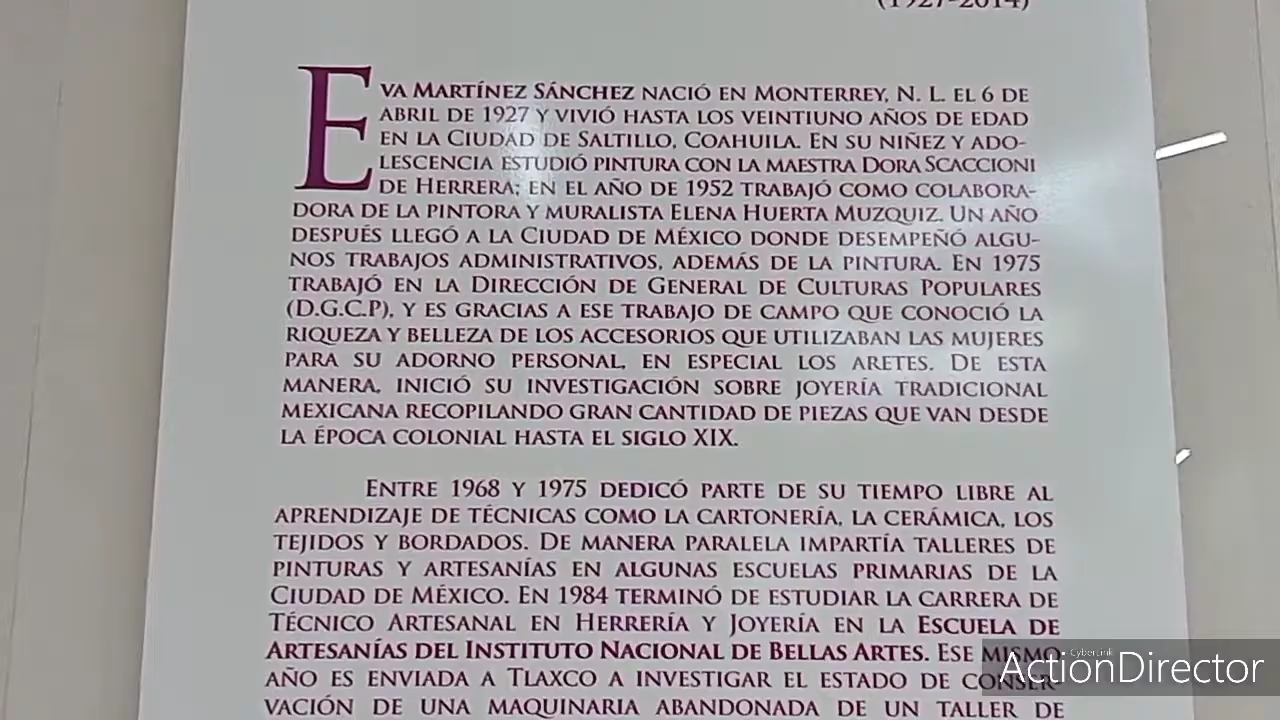 (1927-2014)
EVA MARTÍNEZ SÁNCHEZ NACIÓ EN MONTERREY, N. L. EL 6 DE
ABRIL DE 1927 Y VIVIÓ HASTA LOS VEINTIUNO AÑOS DE EDAD
EN LA CIUDAD DE SALTILLO, COAHUILA. EN SU NIÑEZ Y ADO-
LESCENCIA ESTUDIÓ PINTURA CON LA MAESTRA DORA SCACCIONI
DE HERRERA; EN EL AÑO DE 1952 TRABAJÓ COMO COLABORA-
DORA DE LA PINTORA Y MURALISTA ELENA HUERTA MUZQUIZ. UN AÑO
DESPUÉS LLEGÓ A LA CIUDAD DE MÉXICO DONDE DESEMPEÑÓ ALGU-
NOS TRABAJOS ADMINISTRATIVOS, ADEMÁS DE LA PINTURA. EN 1975
TRABAJÓ EN LA DIRECCIÓN DE GENERAL DE CULTURAS POPULARES
(D.G.C.P), Y ES GRACIAS A ESE TRABAJO DE CAMPO QUE CONOCIÓ LA
RIQUEZA Y BELLEZA DE LOS ACCESORIOS QUE UTILIZABAN LAS MUJERES
PARA SU ADORNO PERSONAL, EN ESPECIAL LOS ARETES. DE ESTA
MANERA, INICIÓ SU INVESTIGACIÓN SOBRE JOYERÍA TRADICIONAL
MEXICANA RECOPILANDO GRAN CANTIDAD DE PIEZAS QUE VAN DESDE
LA ÉPOCA COLONIAL HASTA EL SIGLO XIX.
ENTRE 1968 Y 1975 DEDICÓ PARTE DE SU TIEMPO LIBRE AL
APRENDIZAJE DE TÉCNICAS COMO LA CARTONERÍA, LA CERÁMICA, LOS
TEJIDOS Y BORDADOS. DE MANERA PARALELA IMPARTÍA TALLERES DE
PINTURAS Y ARTESANÍAS EN ALGUNAS ESCUELAS PRIMARIAS DE LA
CIUDAD DE MÉXICO. EN 1984 TERMINÓ DE ESTUDIAR LA CARRERA DE
TÉCNICO ARTESANAL EN HERRERÍA Y JOYERÍA EN LA ESCUELA DE
ARTESANÍAS DEL INSTITUTO NACIONAL DE BELLAS ARTES. ESE MISMO
AÑO ES ENVIADA A TLAXCO A INVESTIGAR EL ESTADO DE CONSER-
VACIÓN DE UNA MAQUINARIA ABANDONADA DE UN TALLER DE
CyberLink
ActionDirector